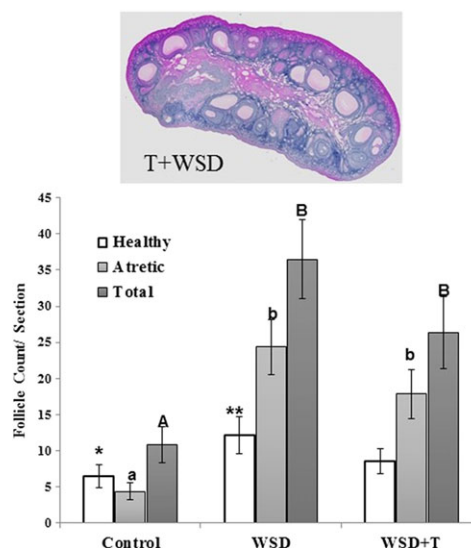 T+WSD
45
40
35
30
25
20
15
10
5
0
Follicle Count/ Section
Healthy
Atretic
Total
*
a
A
**
b
B
b
B
Control
WSD
WSD+T